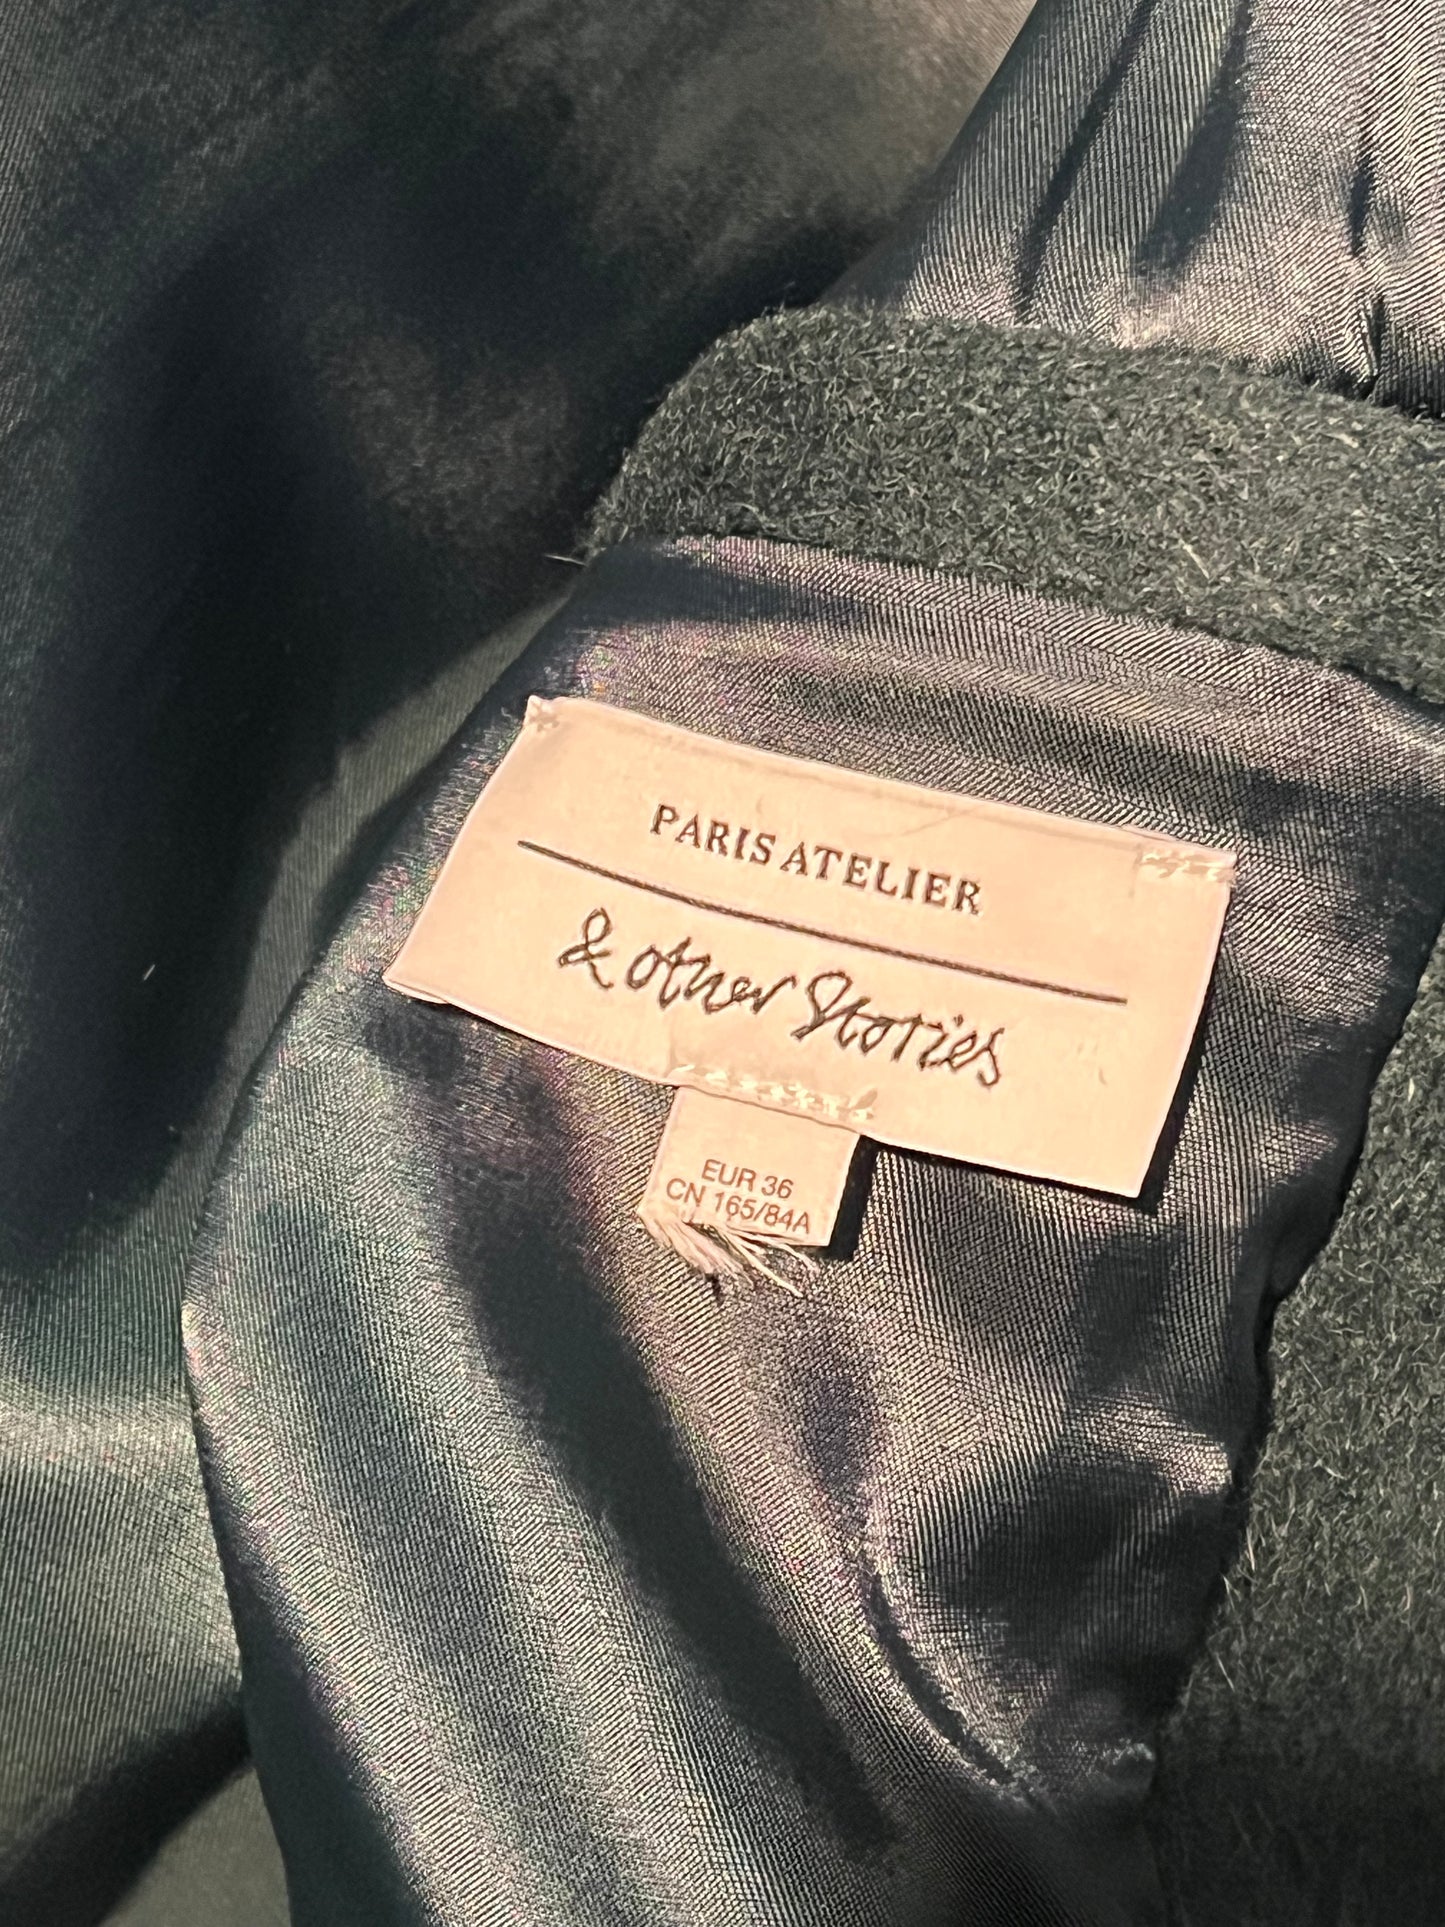 PARIS ATELIER
& other Stories
EUR 36
CN 165/84A